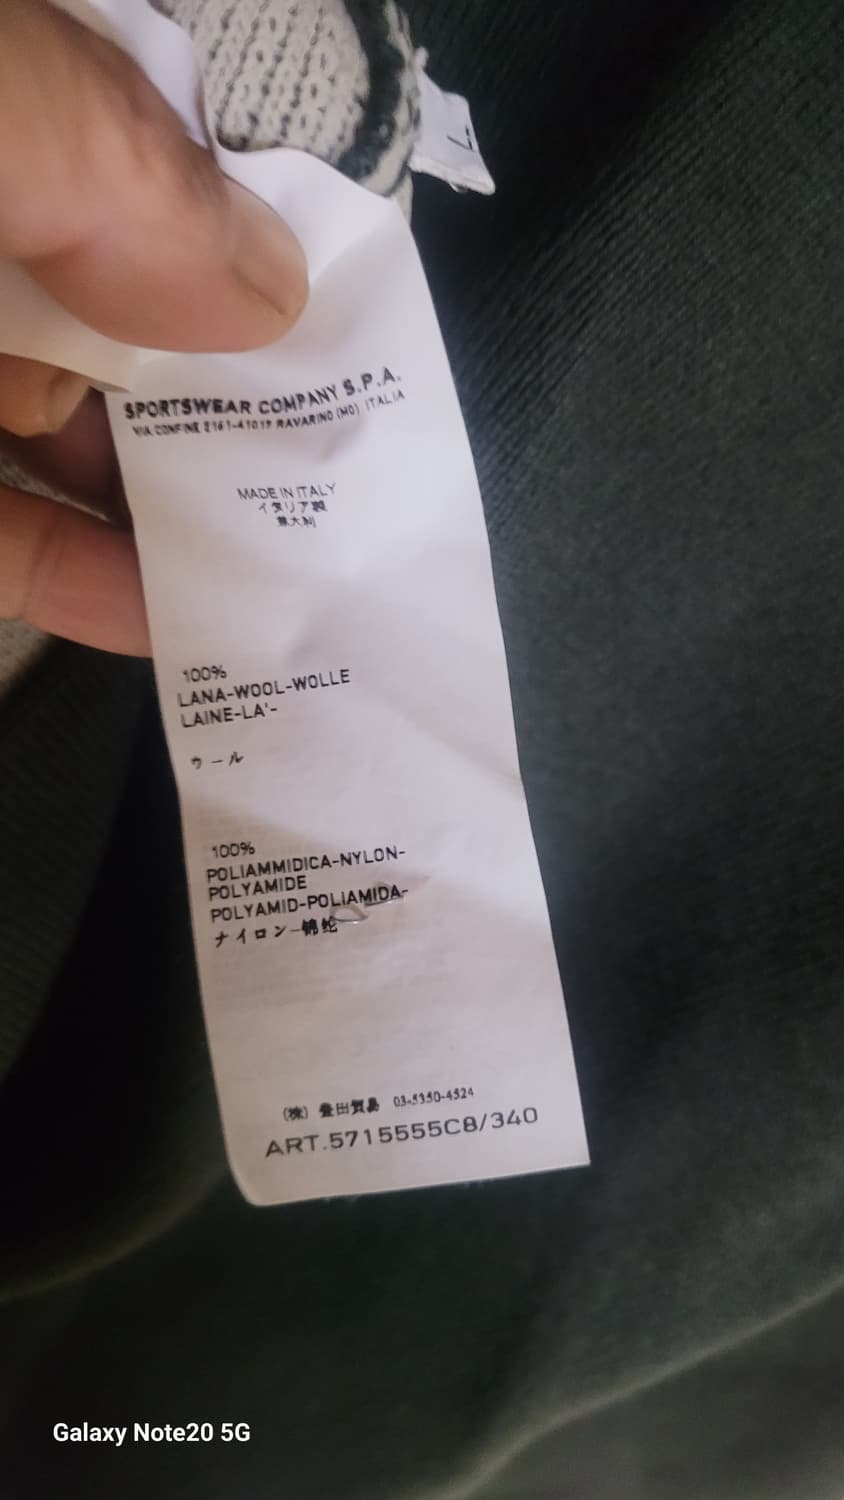 L
SPORTSWEAR COMPANY S.P.A.
VIA CONFINE 2161-41017 RAVARINO (MO) ITALIA
MADE IN ITALY
イタリア製
意大利
100%
LANA-WOOL-WOLLE
LAINE-LA'-
ウール
100%
POLIAMMIDICA-NYLON-
POLYAMIDE
POLYAMID-POLIAMIDA-
ナイロン-锦纶
(株) 豊田貿易 03-5350-4524
ART.5715555C8/340
Galaxy Note20 5G